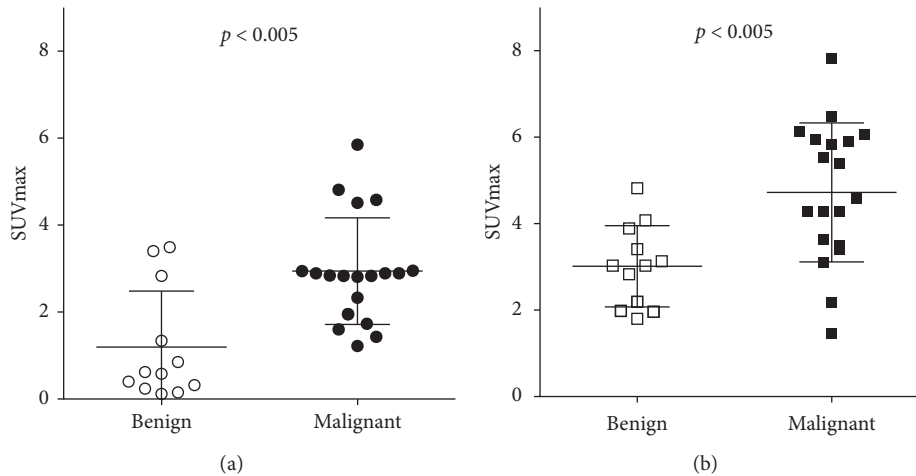 p < 0.005
8
6
4
2
0
SUVmax
Benign
Malignant
(a)
p < 0.005
8
6
4
2
0
SUVmax
Benign
Malignant
(b)